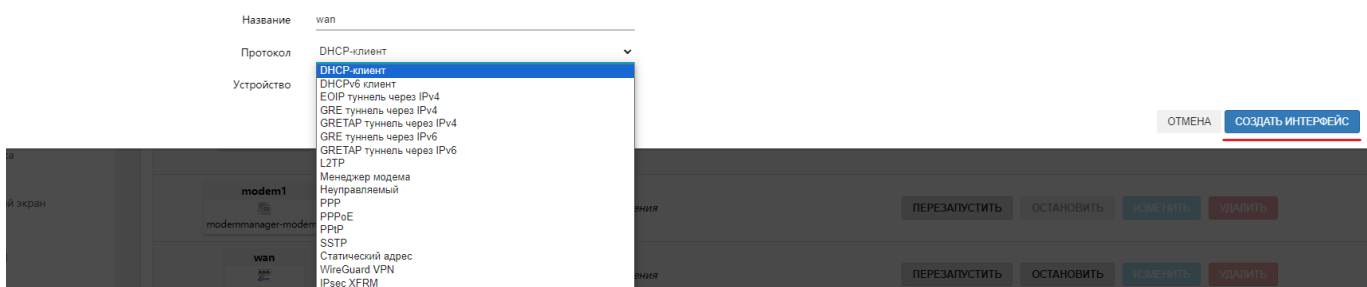 Название wan
Протокол DHCP-клиент
DHCP-клиент
Устройство DHCPv6 клиент
EOIP туннель через IPv4
GRE туннель через IPv4
GRETAP туннель через IPv4
ОТМЕНА СОЗДАТЬ ИНТЕРФЕЙС
GRE туннель через IPv6
GRETAP туннель через IPv6
L2TP
Менеджер модема
modem1 Неуправляемый
й экран PPP ения ПЕРЕЗАПУСТИТЬ ОСТАНОВИТЬ ИЗМЕНИТЬ УДАЛИТЬ
PPPoE
modemmanager-modem PPtP
SSTP
wan Статический адрес
WireGuard VPN ения ПЕРЕЗАПУСТИТЬ ОСТАНОВИТЬ ИЗМЕНИТЬ УДАЛИТЬ
IPsec XFRM